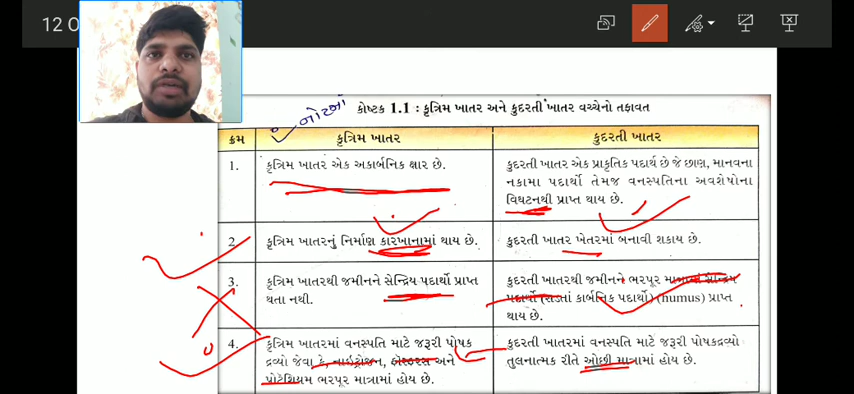 12 0
નોટમા
કોષ્ટક 1.1 : કૃત્રિમ ખાતર અને કુદરતી ખાતર વચ્ચેનો તફાવત
ક્રમ કૃત્રિમ ખાતર કુદરતી ખાતર
1. કૃત્રિમ ખાતર એક અકાર્બનિક ક્ષાર છે.
કુદરતી ખાતર એક પ્રાકૃતિક પદાર્થ છે જે છાણ, માનવના
નકામા પદાર્થો તેમજ વનસ્પતિના અવશેષોના
વિઘટનથી પ્રાપ્ત થાય છે.
2. કૃત્રિમ ખાતરનું નિર્માણ કારખાનામાં થાય છે.
કુદરતી ખાતર ખેતરમાં બનાવી શકાય છે.
3. કૃત્રિમ ખાતરથી જમીનને સેન્દ્રિય પદાર્થો પ્રાપ્ત
થતા નથી.
કુદરતી ખાતરથી જમીનને ભરપૂર માત્રામાં સેન્દ્રિય
પદાર્થો (સડતાં કાર્બનિક પદાર્થો) (humus) પ્રાપ્ત
થાય છે.
4. કૃત્રિમ ખાતરમાં વનસ્પતિ માટે જરૂરી પોષક
દ્રવ્યો જેવા કે, નાઇટ્રોજન, ફૉસ્ફરસ અને
પોટૅશિયમ ભરપૂર માત્રામાં હોય છે.
કુદરતી ખાતરમાં વનસ્પતિ માટે જરૂરી પોષકદ્રવ્યો
તુલનાત્મક રીતે ઓછી માત્રામાં હોય છે.